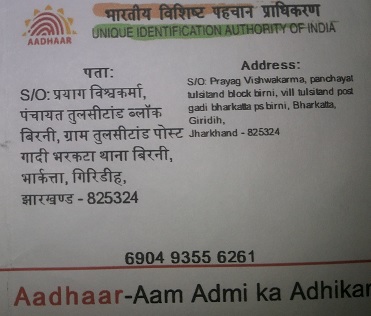 भारतीय विशिष्ट पहचान प्राधिकरण
UNIQUE IDENTIFICATION AUTHORITY OF INDIA
AADHAAR
पता:
S/O: प्रयाग विश्वकर्मा,
पंचायत तुलसीटांड ब्लॉक
बिरनी, ग्राम तुलसीटांड पोस्ट
गादी भरकटा थाना बिरनी,
भार्कत्ता, गिरिडीह,
झारखण्ड - 825324
Address:
S/O: Prayag Vishwakarma, panchayat
tulsitand block birni, vill tulsitand post
gadi bharkatta ps birni, Bharkatta,
Giridih,
Jharkhand - 825324
6904 9355 6261
Aadhaar-Aam Admi ka Adhikar